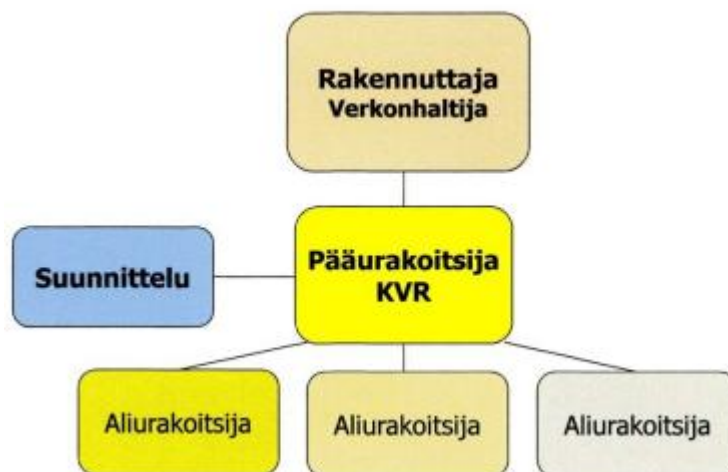 Rakennuttaja
Verkonhaltija
Suunnittelu
Pääurakoitsija
KVR
Aliurakoitsija
Aliurakoitsija
Aliurakoitsija